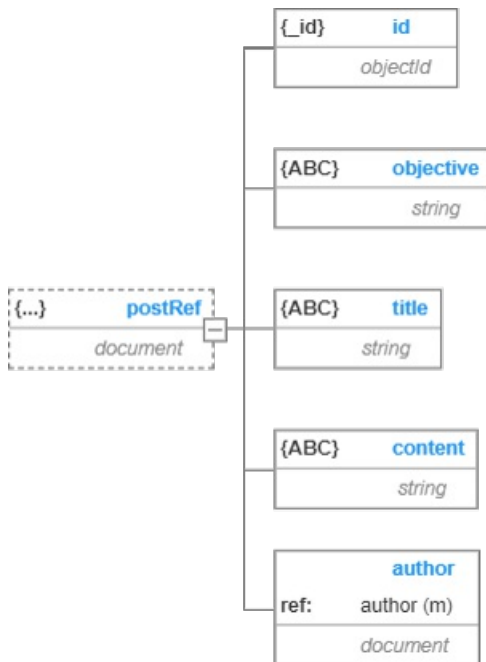 {_id} id
objectId
{ABC} objective
string
{...} postRef
document
{ABC} title
string
{ABC} content
string
author
ref: author (m)
document